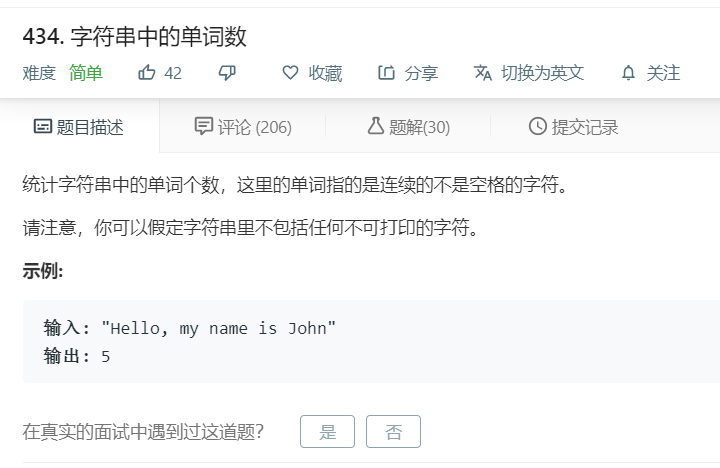 434. 字符串中的单词数
难度 简单 42 收藏 分享 切换为英文 关注
题目描述 评论 (206) 题解(30) 提交记录
统计字符串中的单词个数，这里的单词指的是连续的不是空格的字符。
请注意，你可以假定字符串里不包括任何不可打印的字符。
示例:
输入: "Hello, my name is John"
输出: 5
在真实的面试中遇到过这道题？ 是 否